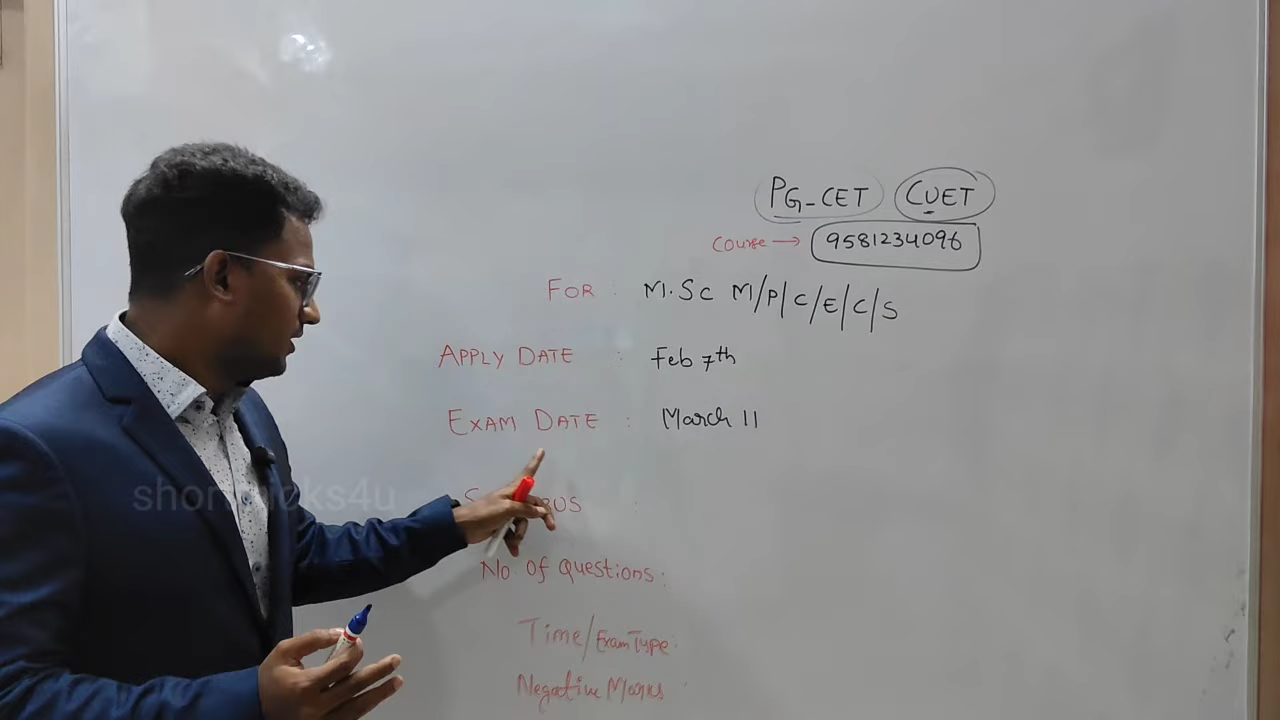 PG-CET CUET
Course → 9581234096
FOR : M.Sc M/P/C/E/C/S
APPLY DATE : Feb 7th
EXAM DATE : March 11
:
No Of Questions:
Time/Exam Type:
Negative Marks :